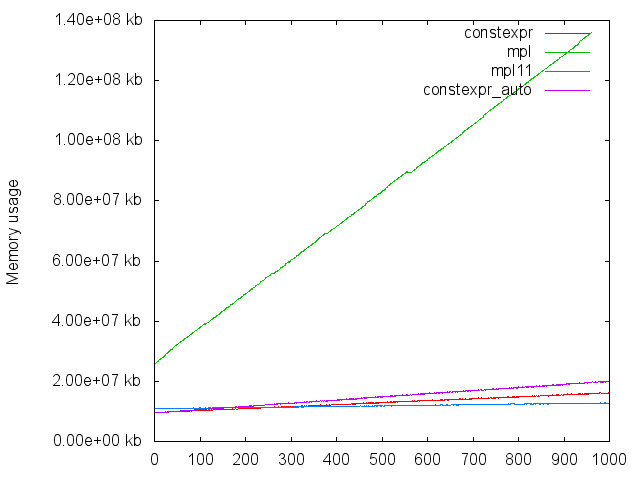 1.40e+08 kb
1.20e+08 kb
1.00e+08 kb
8.00e+07 kb
6.00e+07 kb
4.00e+07 kb
2.00e+07 kb
0.00e+00 kb
Memory usage
constexpr
mpl
mpl11
constexpr_auto
0 100 200 300 400 500 600 700 800 900 1000